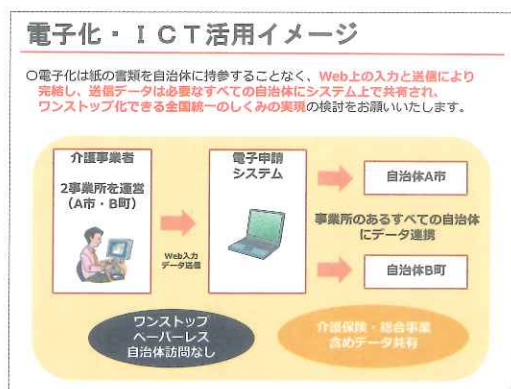 電子化・ＩＣＴ活用イメージ
〇電子化は紙の書類を自治体に持参することなく、Web上の入力と送信により
完結し、送信データは必要なすべての自治体にシステム上で共有され、
ワンストップ化できる全国統一のしくみの実現の検討をお願いいたします。
介護事業者
2事業所を運営
（A市・B町）
Web入力
データ送信
電子申請
システム
自治体A市
事業所のあるすべての自治体
にデータ連携
自治体B町
ワンストップ
ペーパーレス
自治体訪問なし
介護保険・総合事業
含めデータ共有